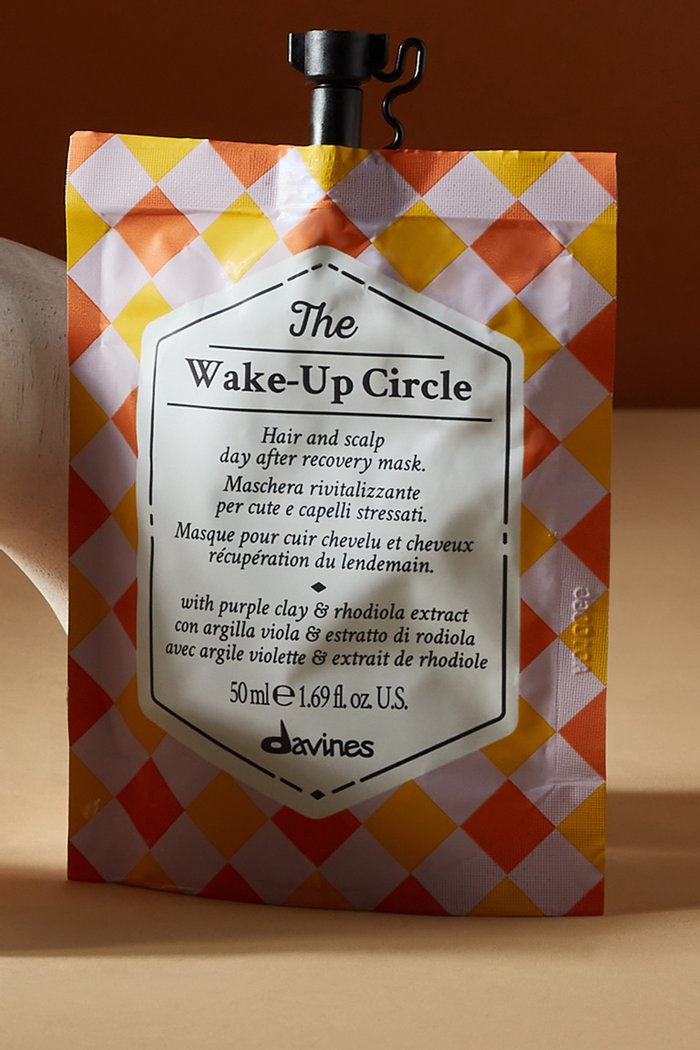 The
Wake-Up Circle
Hair and scalp
day after recovery mask.
Maschera rivitalizzante
per cute e capelli stressati.
Masque pour cuir chevelu et cheveux
récupération du lendemain.
with purple clay & rhodiola extract
con argilla viola & estratto di rodiola
avec argile violette & extrait de rhodiole
50 ml ℮ 1.69 fl. oz. U.S.
davines